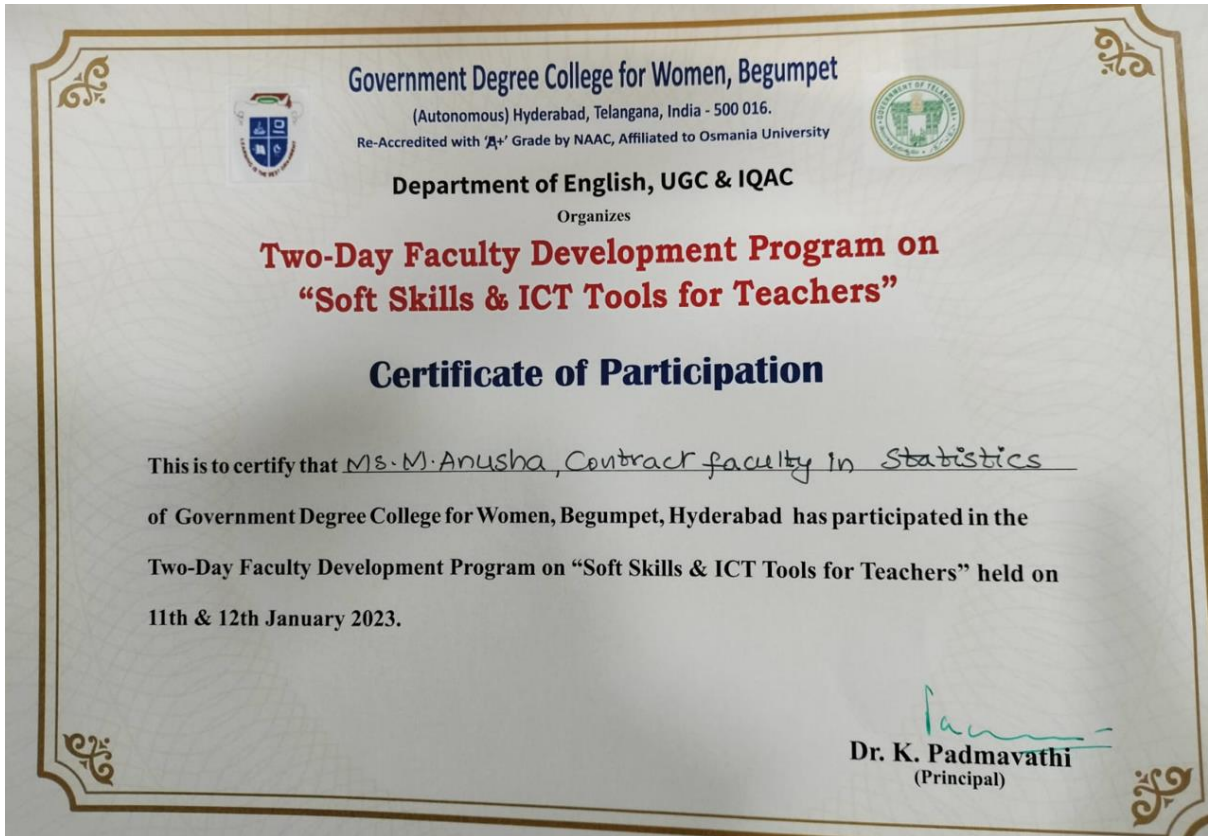 Government Degree College for Women, Begumpet
(Autonomous) Hyderabad, Telangana, India - 500 016.
Re-Accredited with 'A+' Grade by NAAC, Affiliated to Osmania University
Department of English, UGC & IQAC
Organizes
Two-Day Faculty Development Program on
“Soft Skills & ICT Tools for Teachers”
Certificate of Participation
This is to certify that Ms. M. Anusha, Contract faculty in Statistics
of Government Degree College for Women, Begumpet, Hyderabad has participated in the
Two-Day Faculty Development Program on “Soft Skills & ICT Tools for Teachers” held on
11th & 12th January 2023.
Dr. K. Padmavathi
(Principal)